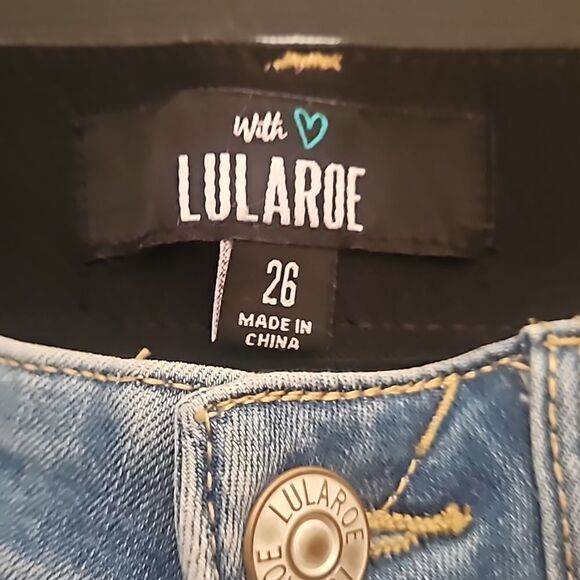 With
LULAROE
26
MADE IN
CHINA
LULAROE